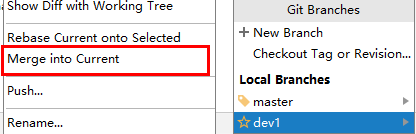 Show Diff with Working Tree
Rebase Current onto Selected
Merge into Current
Push...
Rename...
Git Branches
+ New Branch
Checkout Tag or Revision...
Local Branches
master
dev1